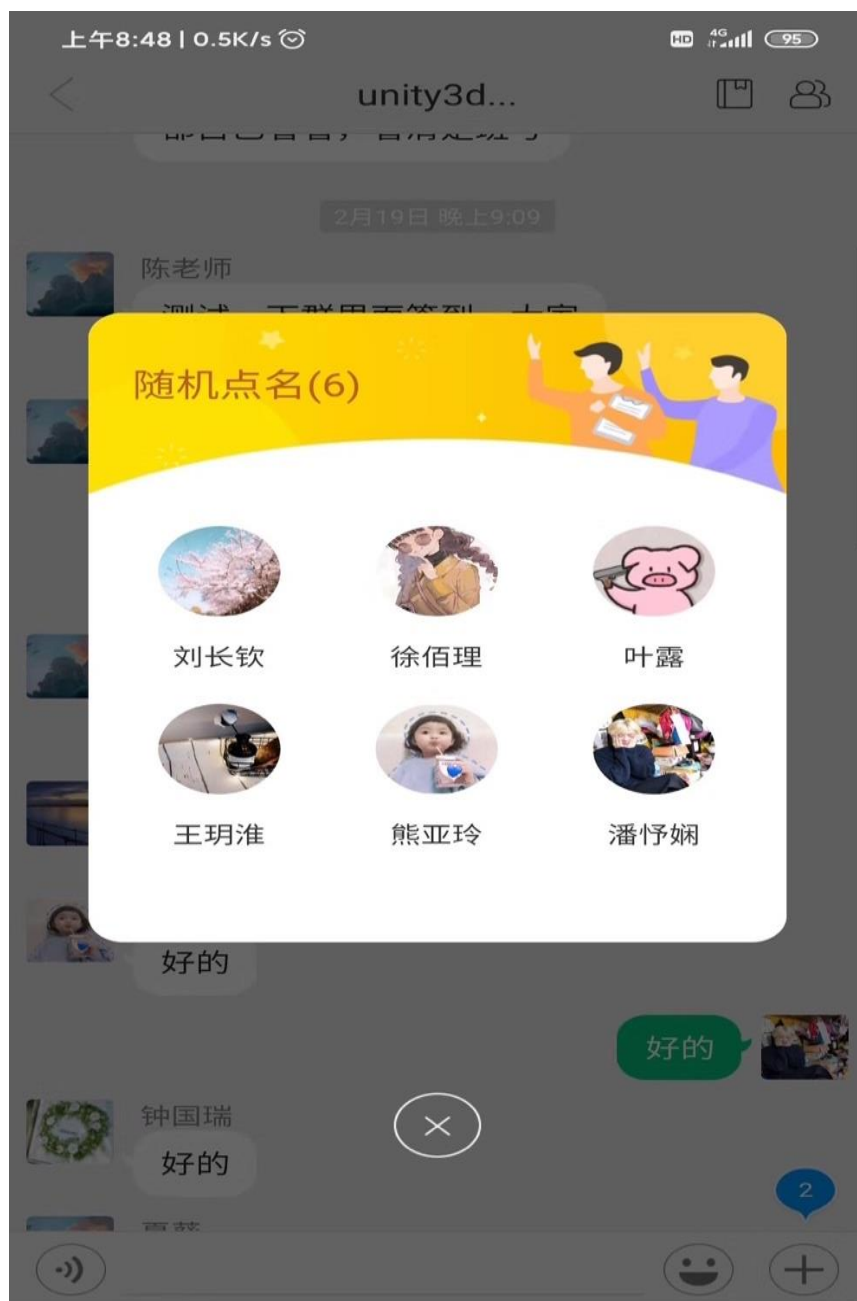 上午8:48 | 0.5K/s
HD 4G 95
unity3d...
2月19日 晚上9:09
陈老师
随机点名(6)
刘长钦 徐佰理 叶露
王玥淮 熊亚玲 潘悸娴
好的
好的
钟国瑞
好的
2